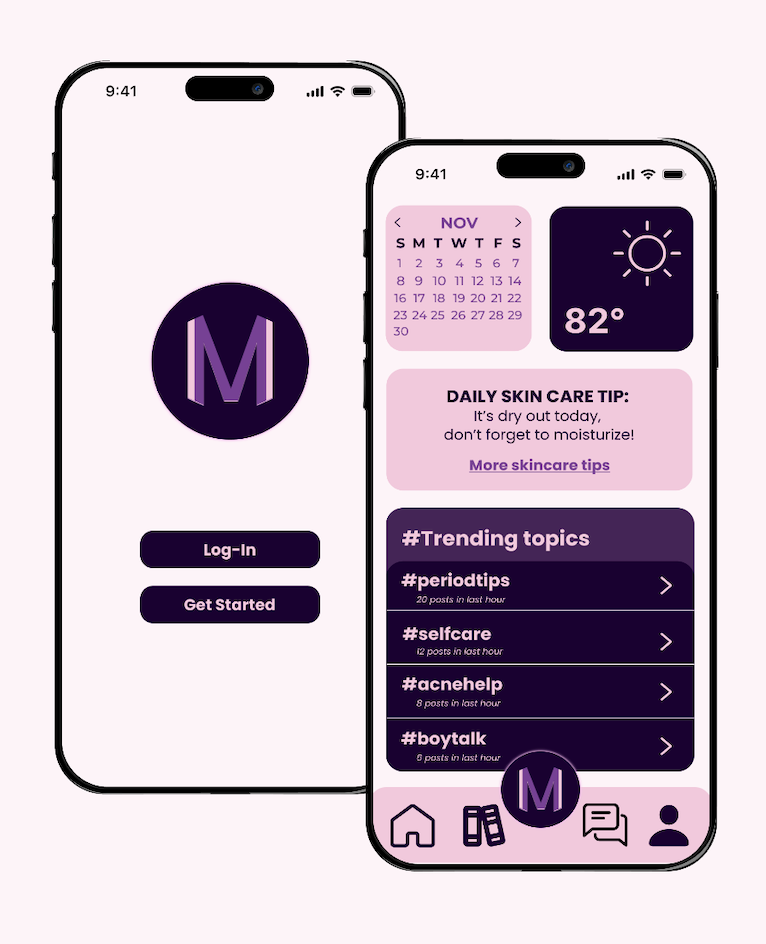 9:41
M
Log-In
Get Started
9:41
NOV
S M T W T F S
1 2 3 4 5 6 7
8 9 10 11 12 13 14
16 17 18 19 20 21 22
23 24 25 26 27 28 29
30
82°
DAILY SKIN CARE TIP:
It's dry out today,
don't forget to moisturize!
More skincare tips
#Trending topics
#periodtips
20 posts in last hour
#selfcare
12 posts in last hour
#acnehelp
8 posts in last hour
#boytalk
6 posts in last hour
M